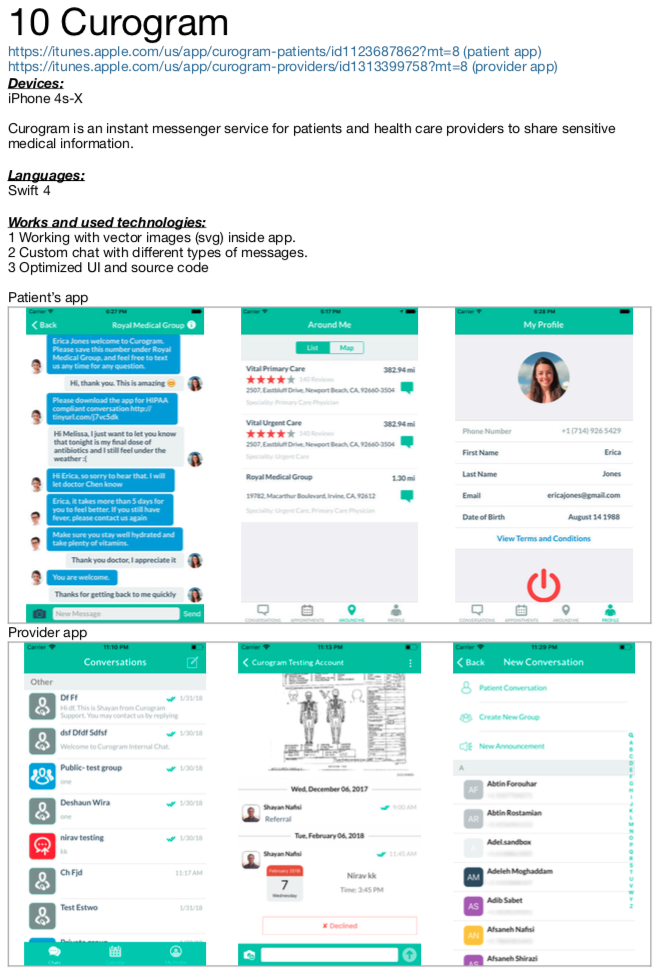 10 Curogram
https://itunes.apple.com/us/app/curogram-patients/id1123687862?mt=8 (patient app)
https://itunes.apple.com/us/app/curogram-providers/id1313399758?mt=8 (provider app)
Devices:
iPhone 4s-X
Curogram is an instant messenger service for patients and health care providers to share sensitive
medical information.
Languages:
Swift 4
Works and used technologies:
1 Working with vector images (svg) inside app.
2 Custom chat with different types of messages.
3 Optimized UI and source code
Patient's app
Carrier 6:27 PM
Back Royal Medical Group
Erica Jones welcome to Curogram.
Please save this number under Royal
Medical Group, and feel free to text
us any time for any question.
Hi, thank you. This is amazing 😊
Please download the app for HIPAA
compliant conversation http://
tinyurl.com/j7vc5dk
Hi Melissa, I just want to let you know
that tonight is my final dose of
antibiotics and I still feel under the
weather :(
Hi Erica, so sorry to hear that. I will
let doctor Chen know
Erica, it takes more than 5 days for
you to feel better. If you still have
fever, please contact us again
Make sure you stay well hydrated and
take plenty of vitamins.
Thank you doctor, I appreciate it
You are welcome.
Thanks for getting back to me quickly
New Message Send
Carrier 6:17 PM
Around Me
List Map
Vital Primary Care 382.94 mi
140 Reviews
2507, Eastbluff Drive, Newport Beach, CA, 92660-3504
Speciality: Primary Care Physician
Vital Urgent Care 382.94 mi
140 Reviews
2507, Eastbluff Drive, Newport Beach, CA, 92660-3504
Speciality: Urgent Care
Royal Medical Group 1.30 mi
19782, Macarthur Boulevard, Irvine, CA, 92612
Speciality: Urgent Care, Primary Care Physician
CONVERSATIONS APPOINTMENTS AROUND ME PROFILE
Carrier 6:28 PM
My Profile
Phone Number +1 (714) 926 5429
First Name Erica
Last Name Jones
Email ericajones@gmail.com
Date of Birth August 14 1988
View Terms and Conditions
CONVERSATIONS APPOINTMENTS AROUND ME PROFILE
Provider app
Carrier 11:10 PM
Conversations
Other
Df Ff 1/31/18
Hi df. This is Shayan from Curogram
Support. You may contact us by replying
dsf Dfdf Sdfsf 1/30/18
Welcome to Curogram Internal Chat.
Public- test group 1/30/18
one
Deshaun Wira 1/30/18
one
nirav testing 1/30/18
kk
Ch Fjd 11:17 AM
Test Estwo 1/31/18
Private group
Chats
Carrier 11:13 PM
Curogram Testing Account
Wed, December 06, 2017
Shayan Nafisi 9:00 AM
Referral
Tue, February 06, 2018
Shayan Nafisi 11:45 AM
February 2018
7
Wednesday
Nirav kk
Time: 3:45 PM
✘ Declined
Carrier 11:29 PM
Back New Conversation
Patient Conversation
Create New Group
New Announcement
A
AF Abtin Forouhar
AR Abtin Rostamian
Adel.sandbox
AM Adeleh Moghaddam
AS Adib Sabet
AN Afsaneh Nafisi
AS Afsaneh Shirazi